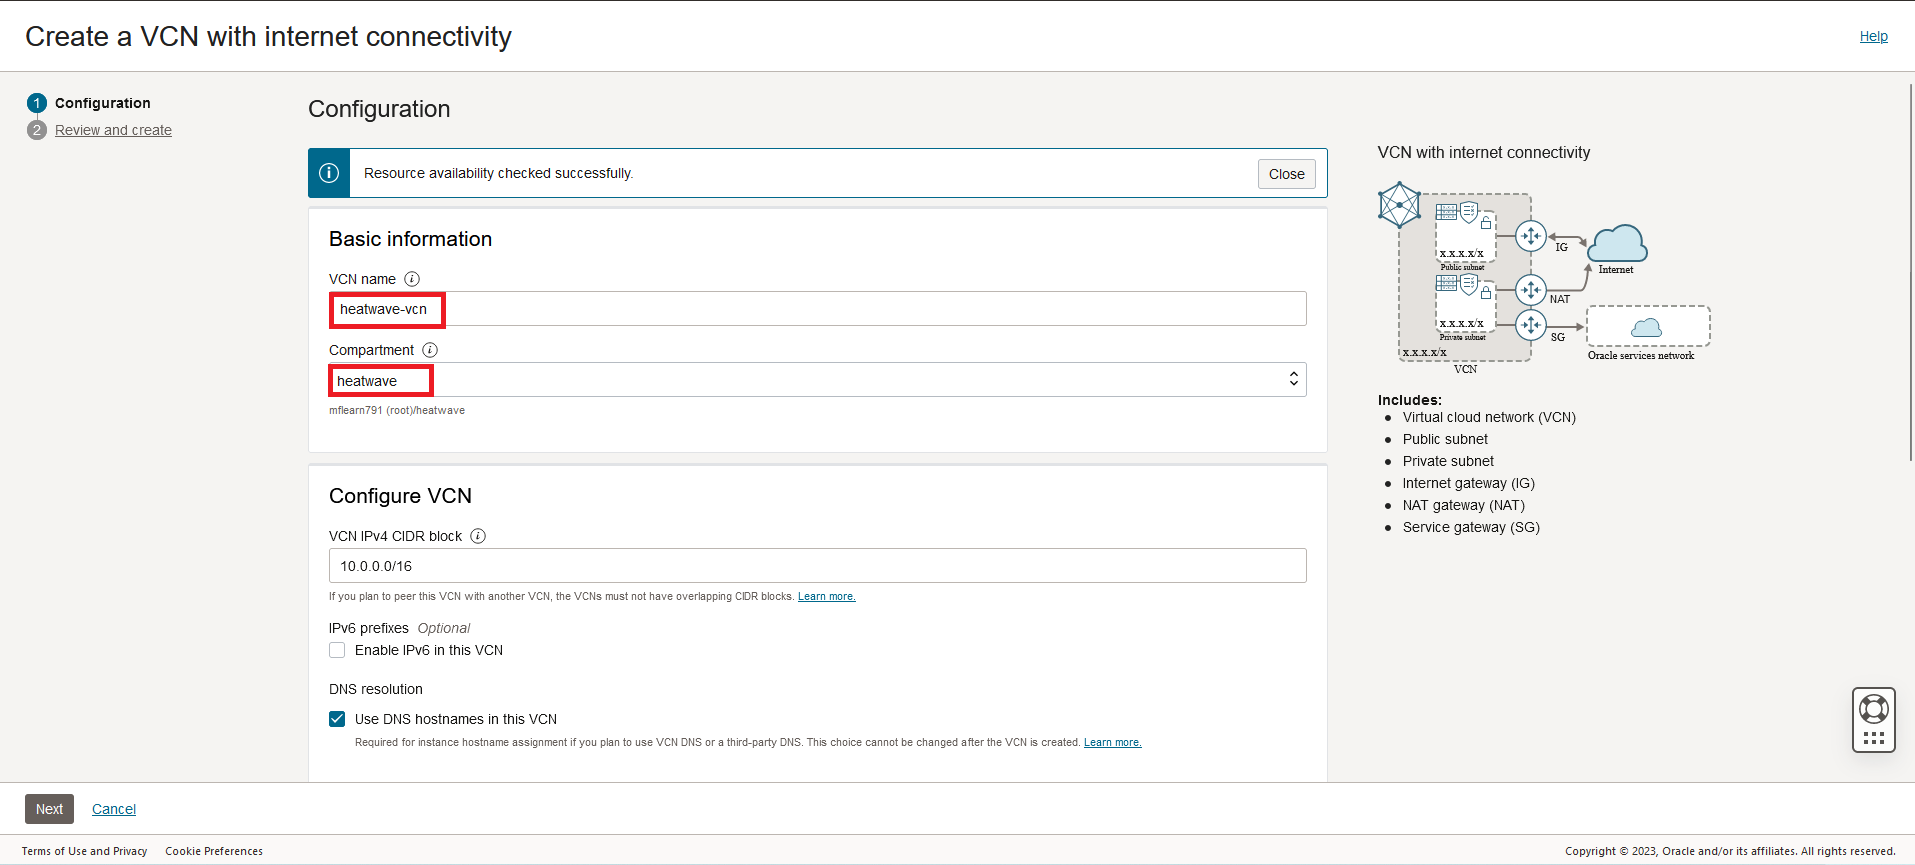 Create a VCN with internet connectivity
Help
1 Configuration
2 Review and create
Configuration
Resource availability checked successfully.
Close
Basic information
VCN name
heatwave-vcn
Compartment
heatwave
mflearn791 (root)/heatwave
Configure VCN
VCN IPv4 CIDR block
10.0.0.0/16
If you plan to peer this VCN with another VCN, the VCNs must not have overlapping CIDR blocks. Learn more.
IPv6 prefixes Optional
Enable IPv6 in this VCN
DNS resolution
Use DNS hostnames in this VCN
Required for instance hostname assignment if you plan to use VCN DNS or a third-party DNS. This choice cannot be changed after the VCN is created. Learn more.
VCN with internet connectivity
x.x.x.x/x
Public subnet
IG
Internet
NAT
x.x.x.x/x
Private subnet
SG
x.x.x.x/x
Oracle services network
VCN
Includes:
• Virtual cloud network (VCN)
• Public subnet
• Private subnet
• Internet gateway (IG)
• NAT gateway (NAT)
• Service gateway (SG)
Next
Cancel
Terms of Use and Privacy
Cookie Preferences
Copyright © 2023, Oracle and/or its affiliates. All rights reserved.